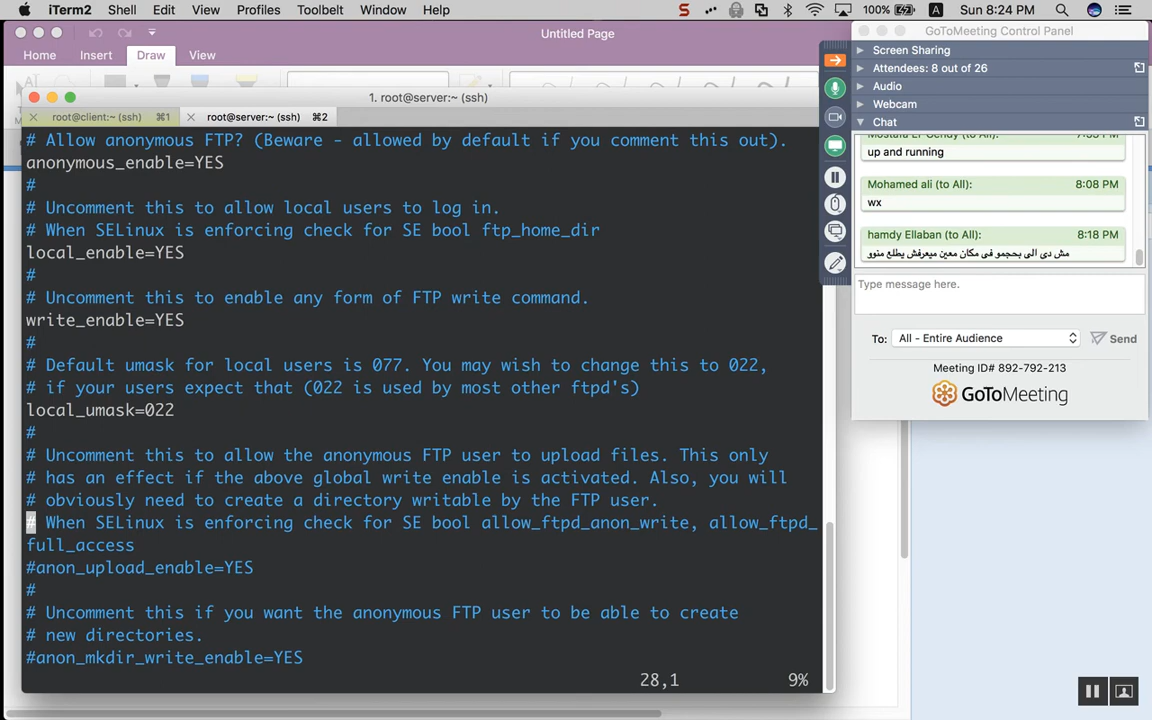 iTerm2 Shell Edit View Profiles Toolbelt Window Help
100% A Sun 8:24 PM
Untitled Page
Home Insert Draw View
1. root@server:~ (ssh)
root@client:~ (ssh) ⌘1 root@server:~ (ssh) ⌘2
# Allow anonymous FTP? (Beware - allowed by default if you comment this out).
anonymous_enable=YES
#
# Uncomment this to allow local users to log in.
# When SELinux is enforcing check for SE bool ftp_home_dir
local_enable=YES
#
# Uncomment this to enable any form of FTP write command.
write_enable=YES
#
# Default umask for local users is 077. You may wish to change this to 022,
# if your users expect that (022 is used by most other ftpd's)
local_umask=022
#
# Uncomment this to allow the anonymous FTP user to upload files. This only
# has an effect if the above global write enable is activated. Also, you will
# obviously need to create a directory writable by the FTP user.
# When SELinux is enforcing check for SE bool allow_ftpd_anon_write, allow_ftpd_
full_access
#anon_upload_enable=YES
#
# Uncomment this if you want the anonymous FTP user to be able to create
# new directories.
#anon_mkdir_write_enable=YES
28,1 9%
GoToMeeting Control Panel
Screen Sharing
Attendees: 8 out of 26
Audio
Webcam
Chat
up and running
Mohamed ali (to All): 8:08 PM
wx
hamdy Ellaban (to All): 8:18 PM
مش دى الى بحجمو فى مكان معين ميعرفش يطلع منوو
Type message here.
To: All - Entire Audience Send
Meeting ID# 892-792-213
GoToMeeting